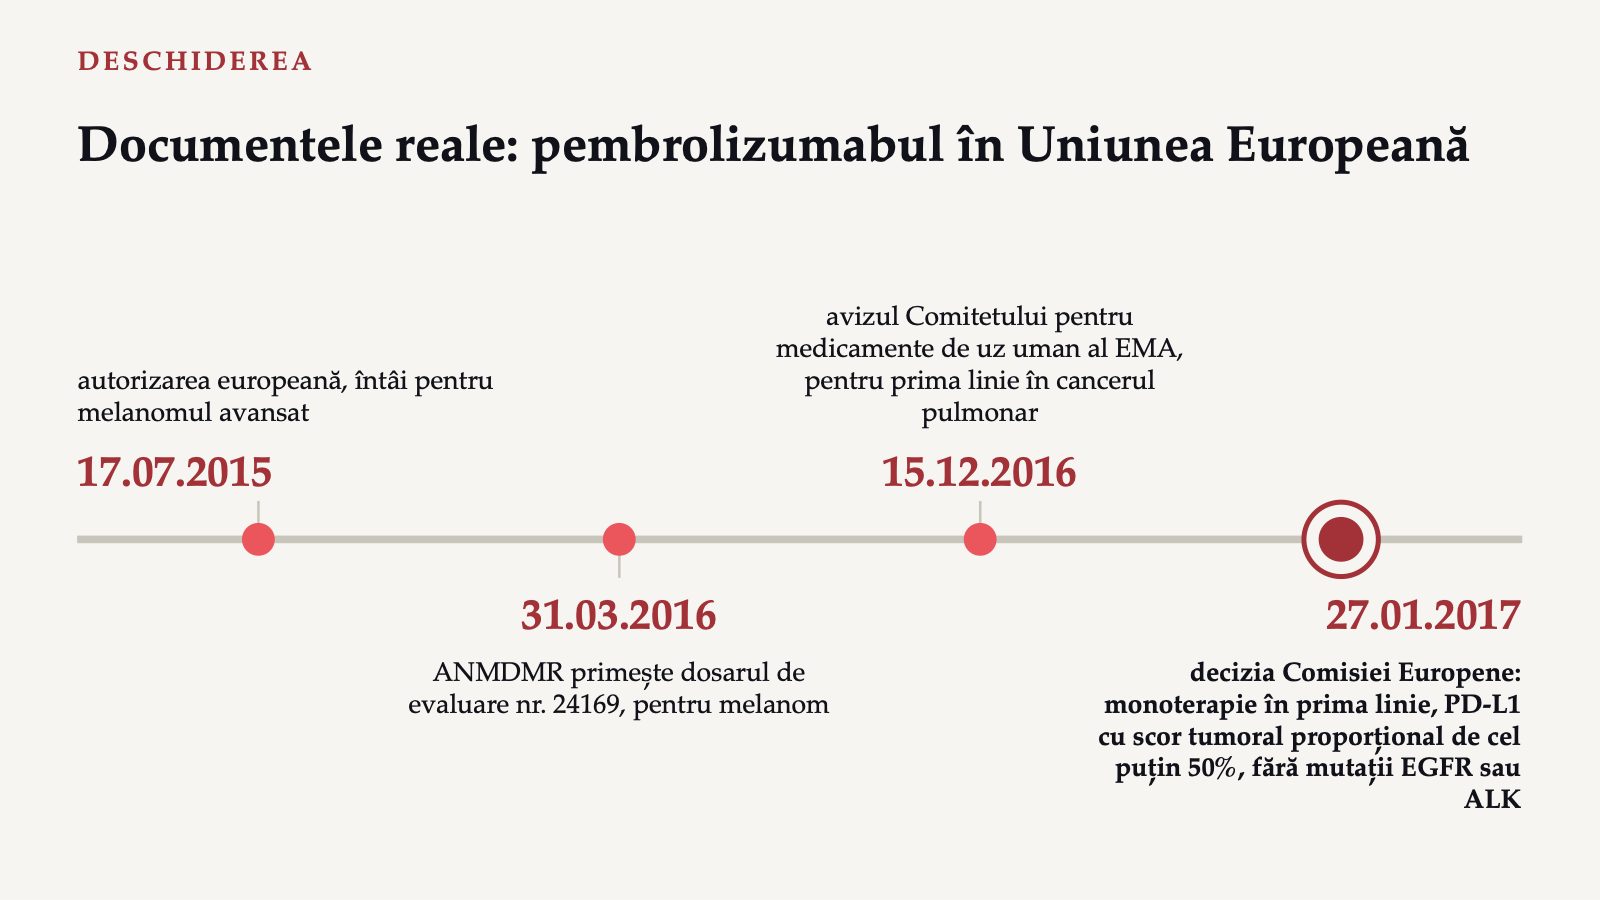 DESCHIDEREA
Documentele reale: pembrolizumabul în Uniunea Europeană
autorizarea europeană, întâi pentru
melanomul avansat
17.07.2015
31.03.2016
ANMDMR primește dosarul de
evaluare nr. 24169, pentru melanom
avizul Comitetului pentru
medicamente de uz uman al EMA,
pentru prima linie în cancerul
pulmonar
15.12.2016
27.01.2017
decizia Comisiei Europene:
monoterapie în prima linie, PD-L1
cu scor tumoral proporțional de cel
puțin 50%, fără mutații EGFR sau
ALK